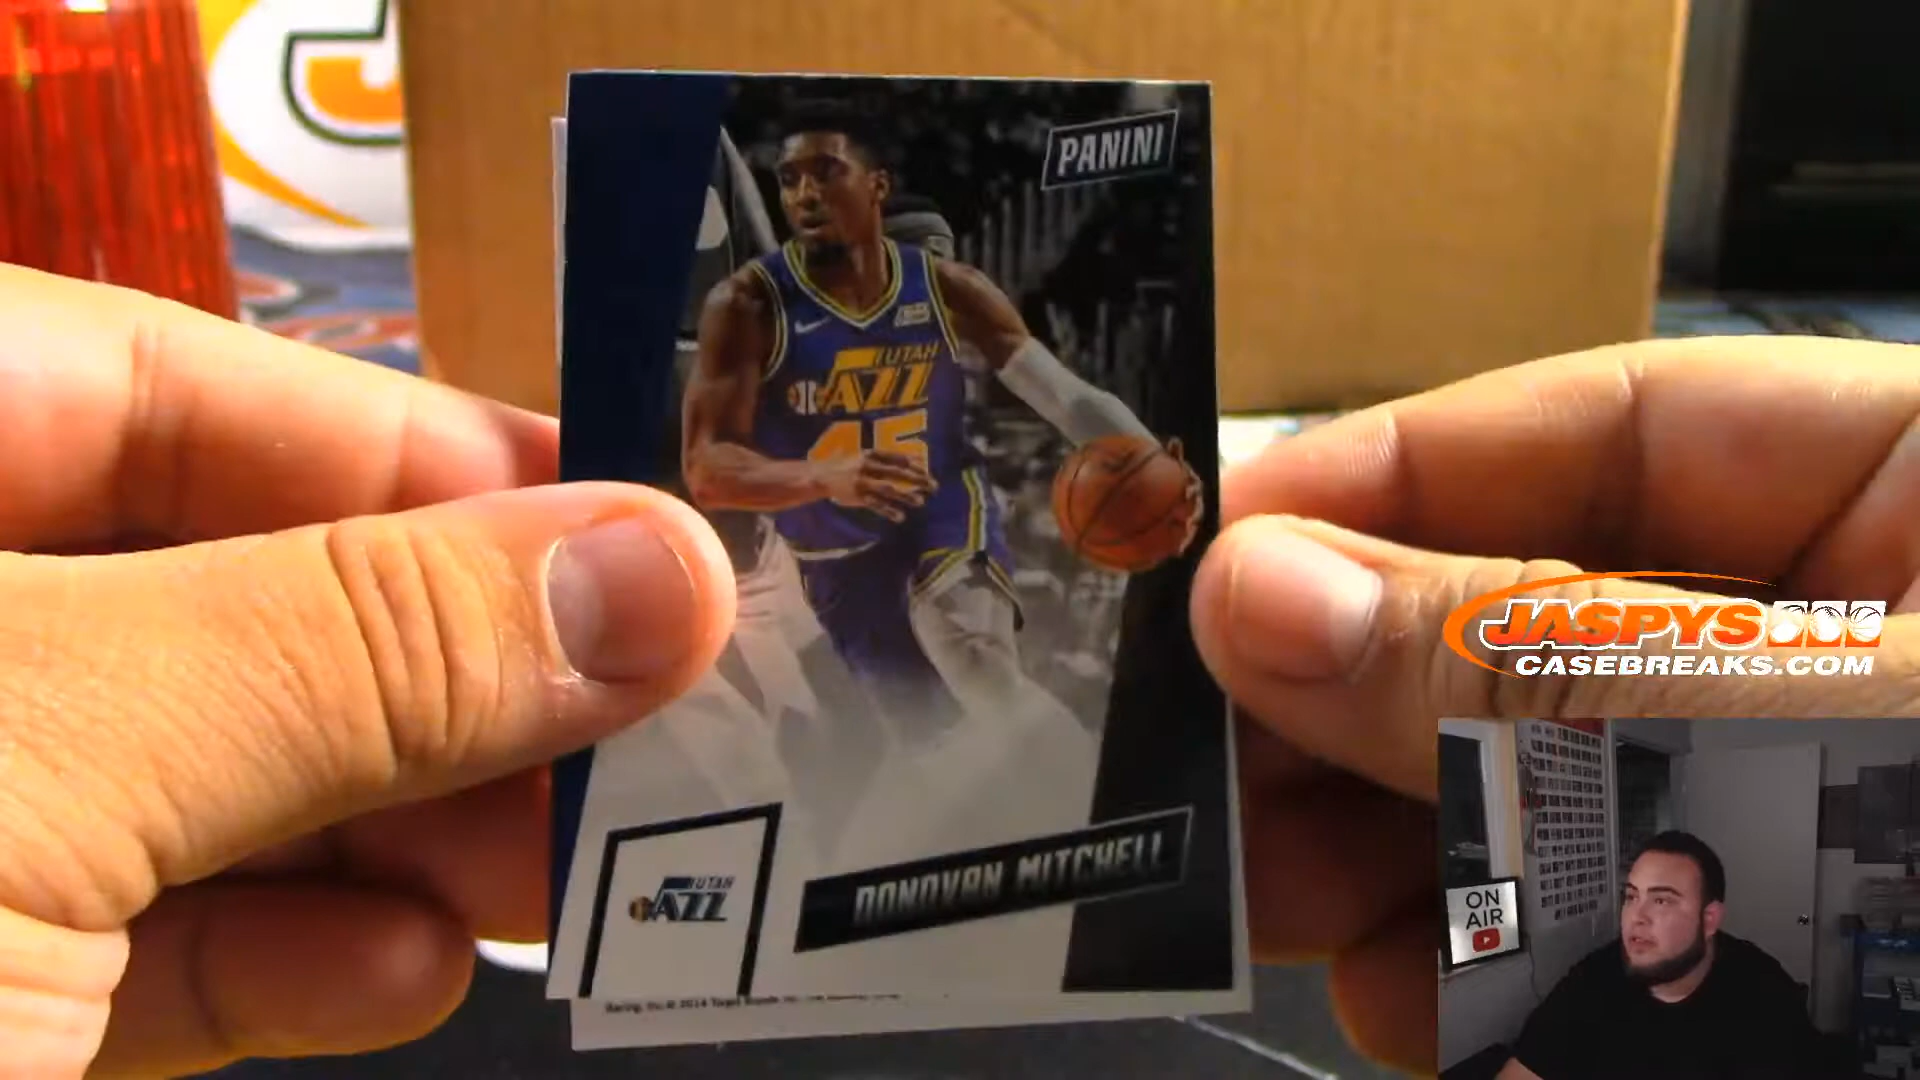 PANINI
UTAH
JAZZ
45
UTAH
JAZZ
DONOVAN MITCHELL
JASPYS
CASEBREAKS.COM
ON
AIR